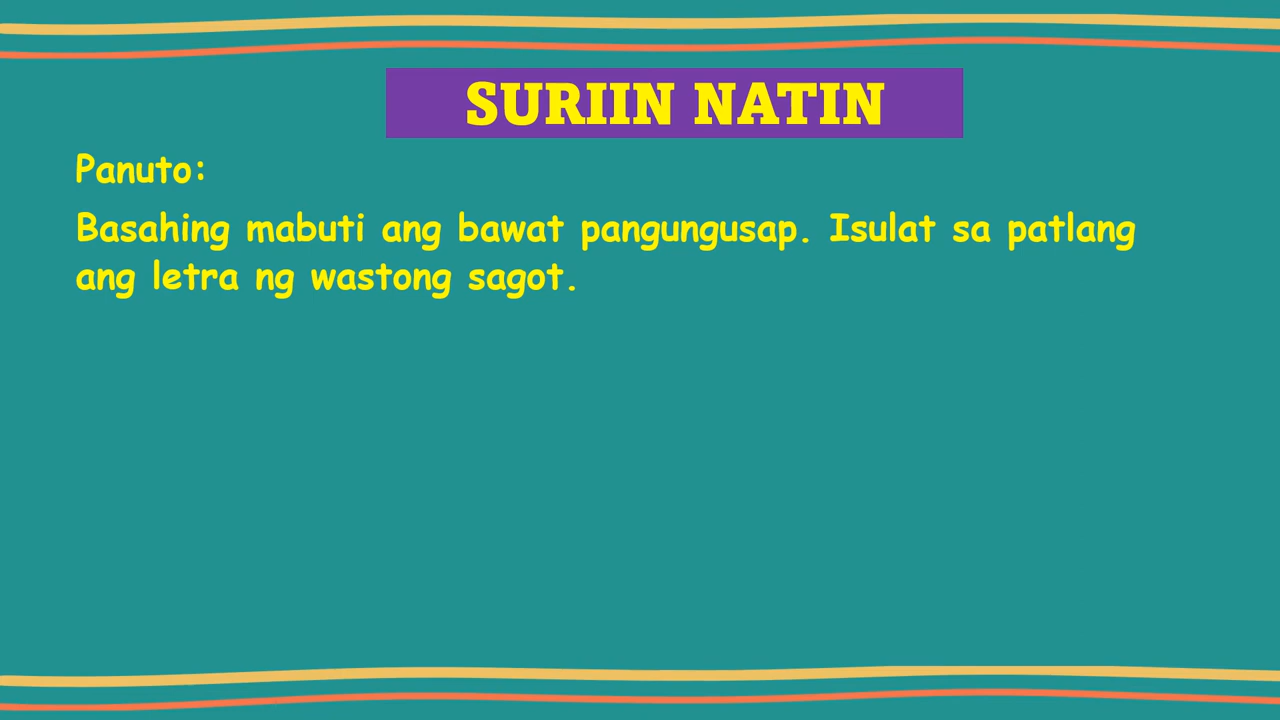 SURIIN NATIN
Panuto:
Basahing mabuti ang bawat pangungusap. Isulat sa patlang
ang letra ng wastong sagot.